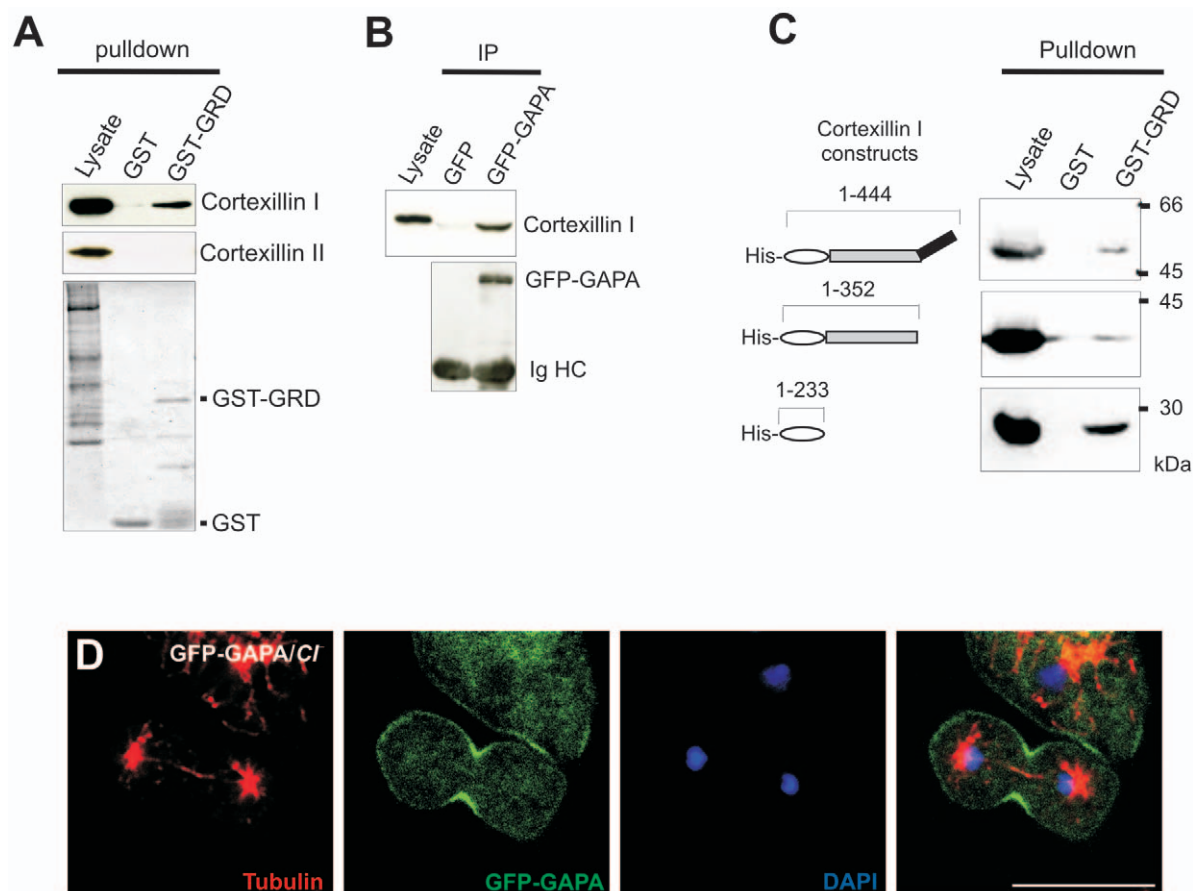 A
pulldown
Lysate
GST
GST-GRD
Cortexillin I
Cortexillin II
GST-GRD
GST
B
IP
Lysate
GFP
GFP-GAPA
Cortexillin I
GFP-GAPA
Ig HC
C
Cortexillin I
constructs
1-444
His-
1-352
His-
1-233
His-
Pulldown
Lysate
GST
GST-GRD
66
45
45
30
kDa
D
GFP-GAPA/CI-
Tubulin
GFP-GAPA
DAPI